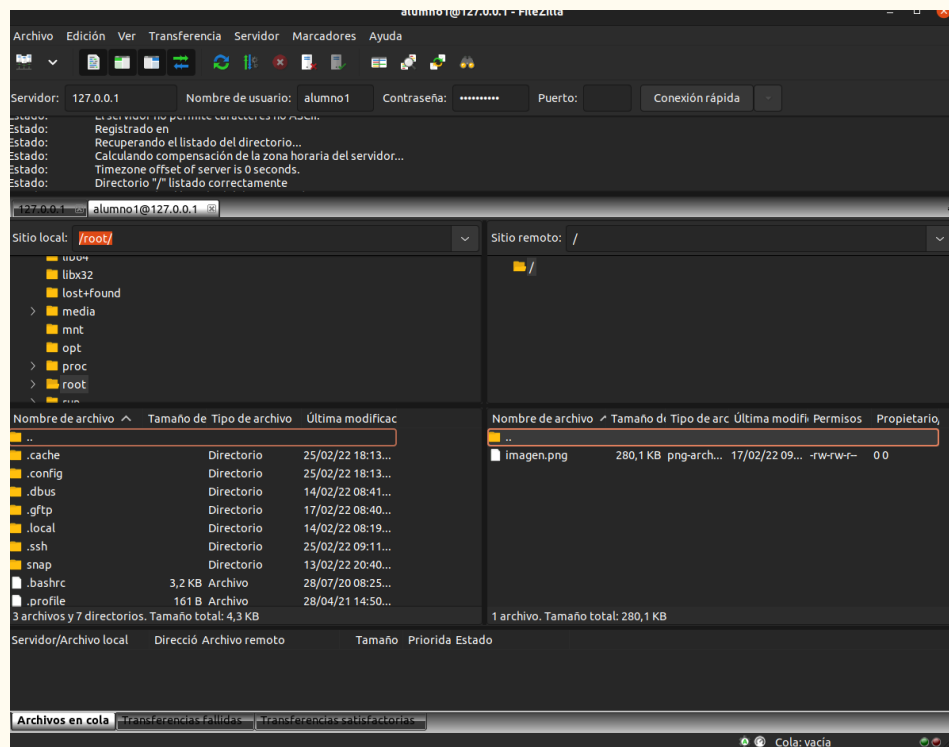 alumno1@127.0.0.1 - FileZilla
Archivo Edición Ver Transferencia Servidor Marcadores Ayuda
Servidor: 127.0.0.1 Nombre de usuario: alumno1 Contraseña: •••••••••• Puerto: Conexión rápida
Estado: El servidor no permite caracteres no ASCII.
Estado: Registrado en
Estado: Recuperando el listado del directorio...
Estado: Calculando compensación de la zona horaria del servidor...
Estado: Timezone offset of server is 0 seconds.
Estado: Directorio "/" listado correctamente
127.0.0.1 alumno1@127.0.0.1
Sitio local: /root/
Sitio remoto: /
lib64
libx32
lost+found
media
mnt
opt
proc
root
run
/
Nombre de archivo Tamaño de Tipo de archivo Última modificac
..
.cache Directorio 25/02/22 18:13...
.config Directorio 25/02/22 18:13...
.dbus Directorio 14/02/22 08:41...
.gftp Directorio 17/02/22 08:40...
.local Directorio 14/02/22 08:19...
.ssh Directorio 25/02/22 09:11...
snap Directorio 13/02/22 20:40...
.bashrc 3,2 KB Archivo 28/07/20 08:25...
.profile 161 B Archivo 28/04/21 14:50...
3 archivos y 7 directorios. Tamaño total: 4,3 KB
Nombre de archivo Tamaño de Tipo de arc Última modifi Permisos Propietario/
..
imagen.png 280,1 KB png-arch... 17/02/22 09... -rw-rw-r-- 0 0
1 archivo. Tamaño total: 280,1 KB
Servidor/Archivo local Direcció Archivo remoto Tamaño Priorida Estado
Archivos en cola Transferencias fallidas Transferencias satisfactorias
Cola: vacía